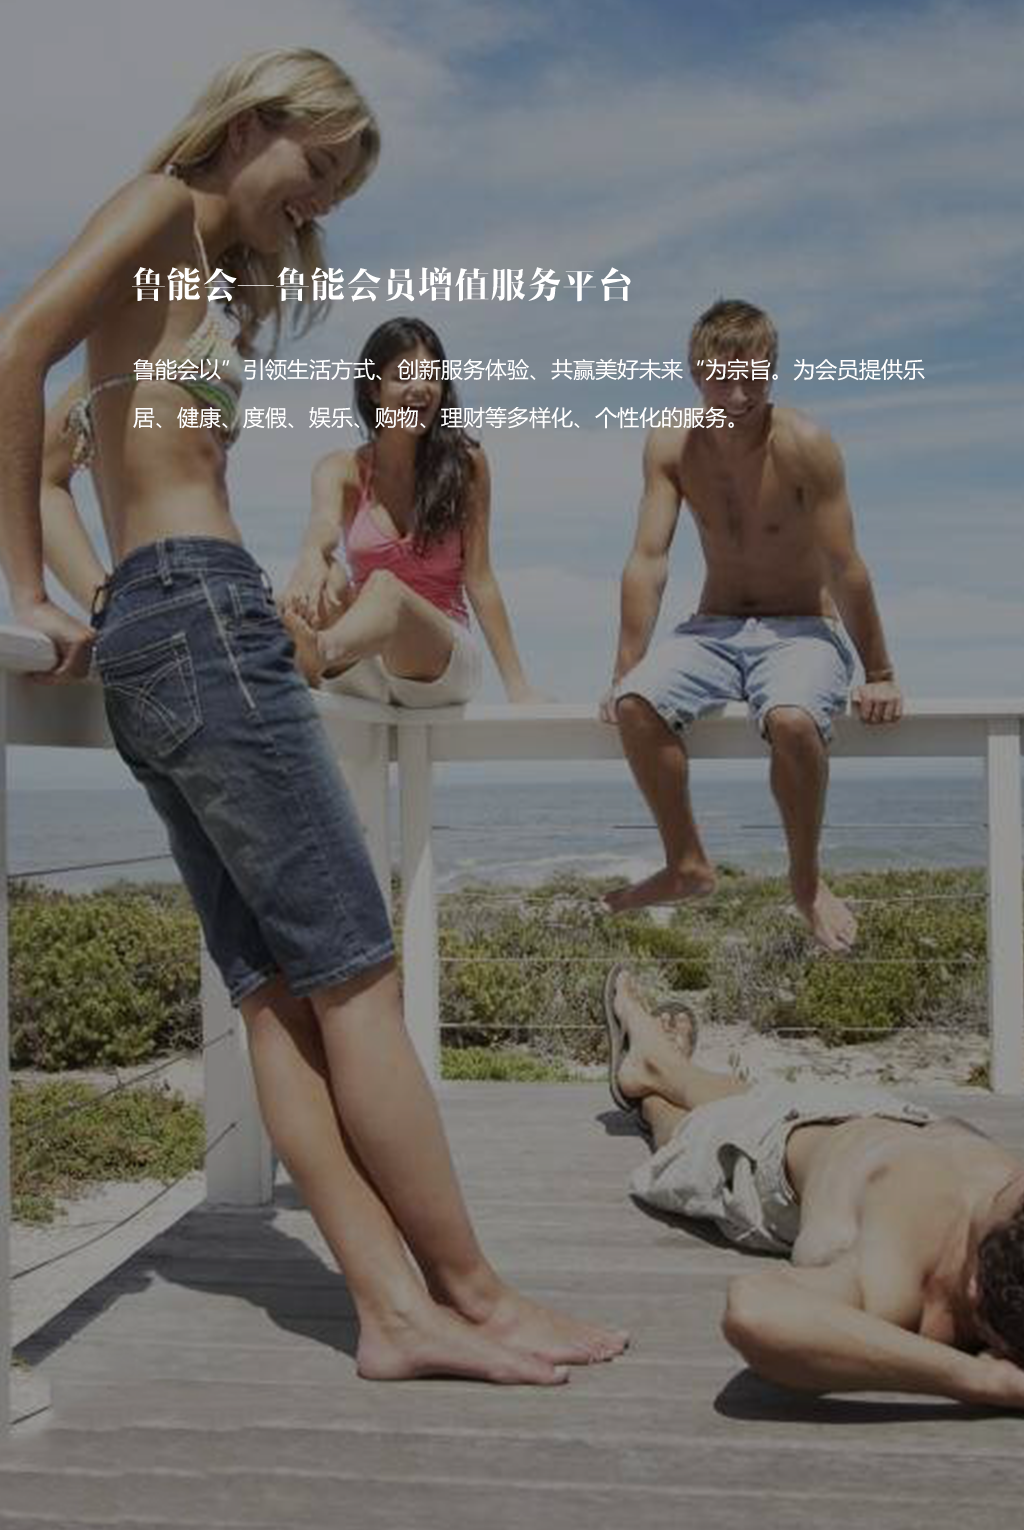 鲁能会—鲁能会员增值服务平台
鲁能会以”引领生活方式、创新服务体验、共赢美好未来“为宗旨。为会员提供乐
居、健康、度假、娱乐、购物、理财等多样化、个性化的服务。